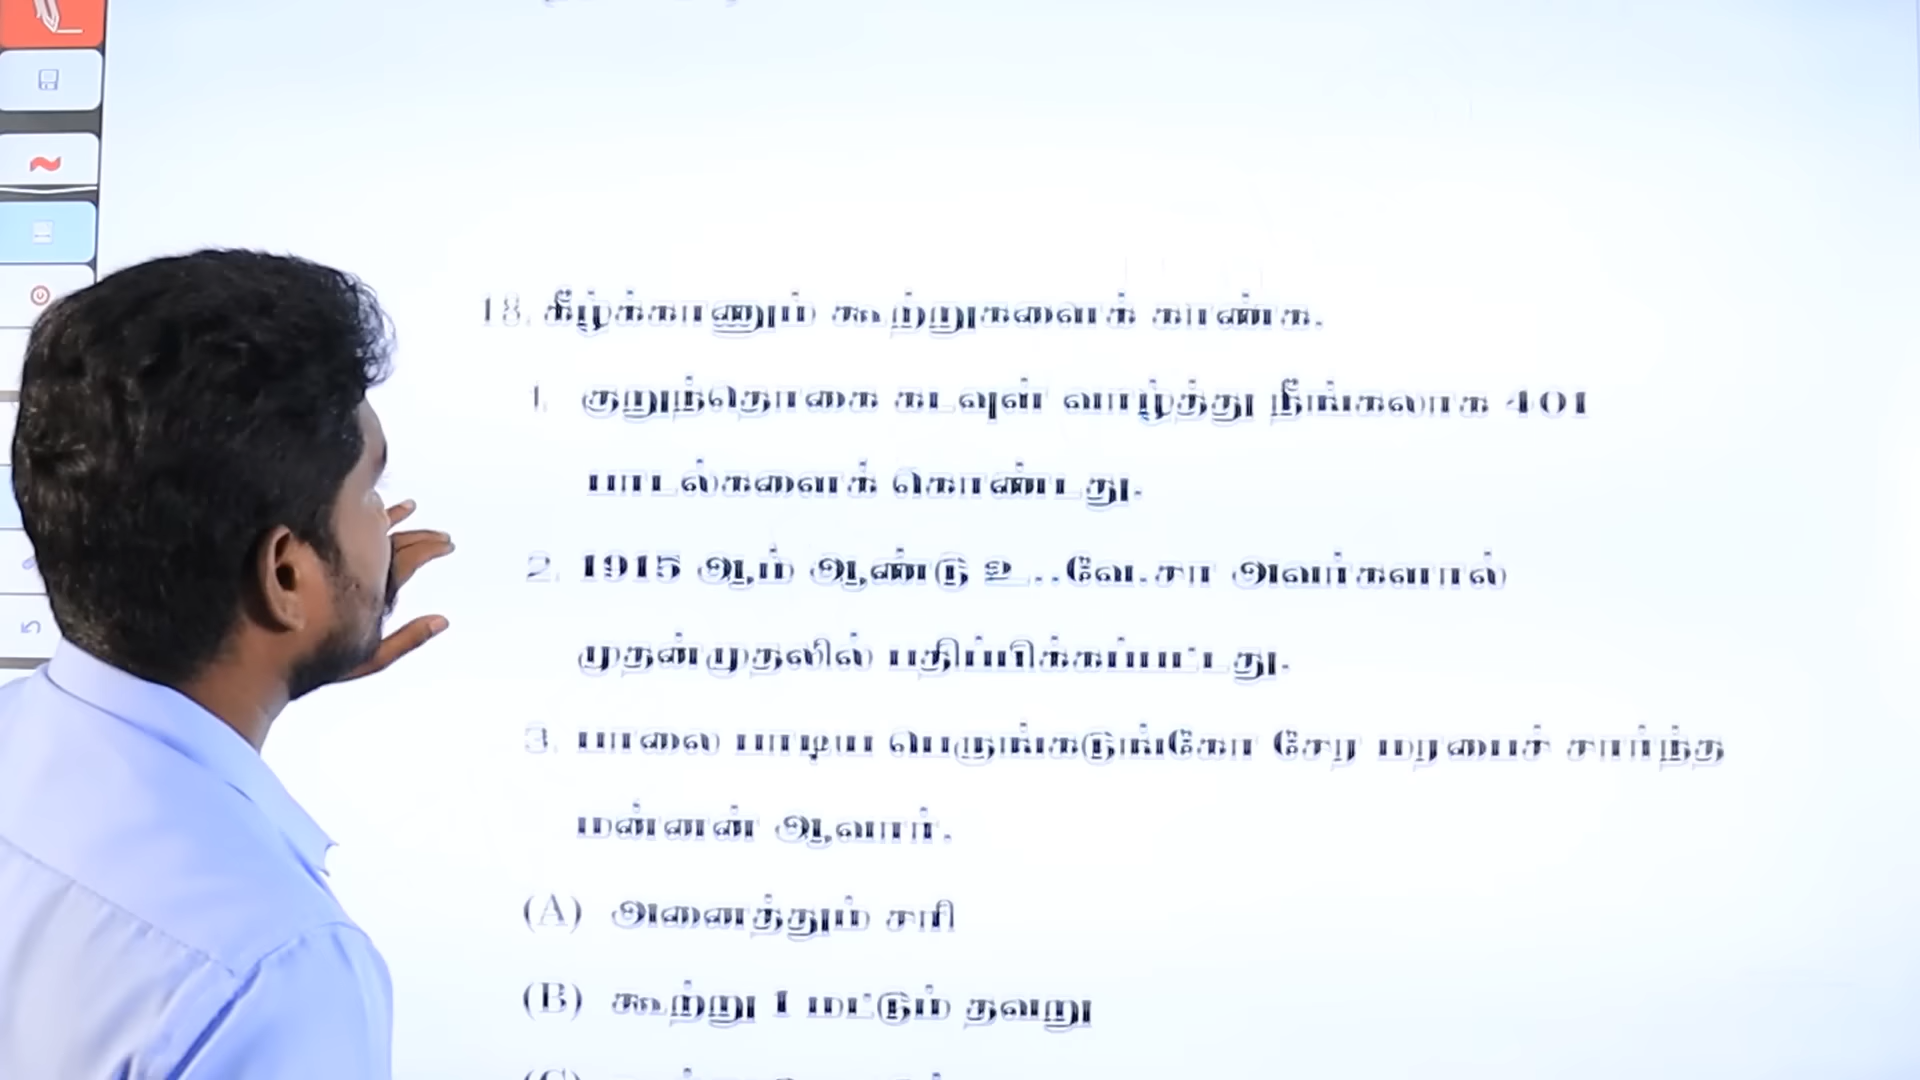 18. கீழ்க்காணும் கூற்றுகளைக் காண்க.
1. குறுந்தொகை கடவுள் வாழ்த்து நீங்கலாக 401
பாடல்களைக் கொண்டது.
2. 1915 ஆம் ஆண்டு உ..வே.சா அவர்களால்
முதன்முதலில் பதிப்பிக்கப்பட்டது.
3. பாலை பாடிய பெருங்கடுங்கோ சேர மரபைச் சார்ந்த
மன்னன் ஆவார்.
(A) அனைத்தும் சரி
(B) கூற்று 1 மட்டும் தவறு